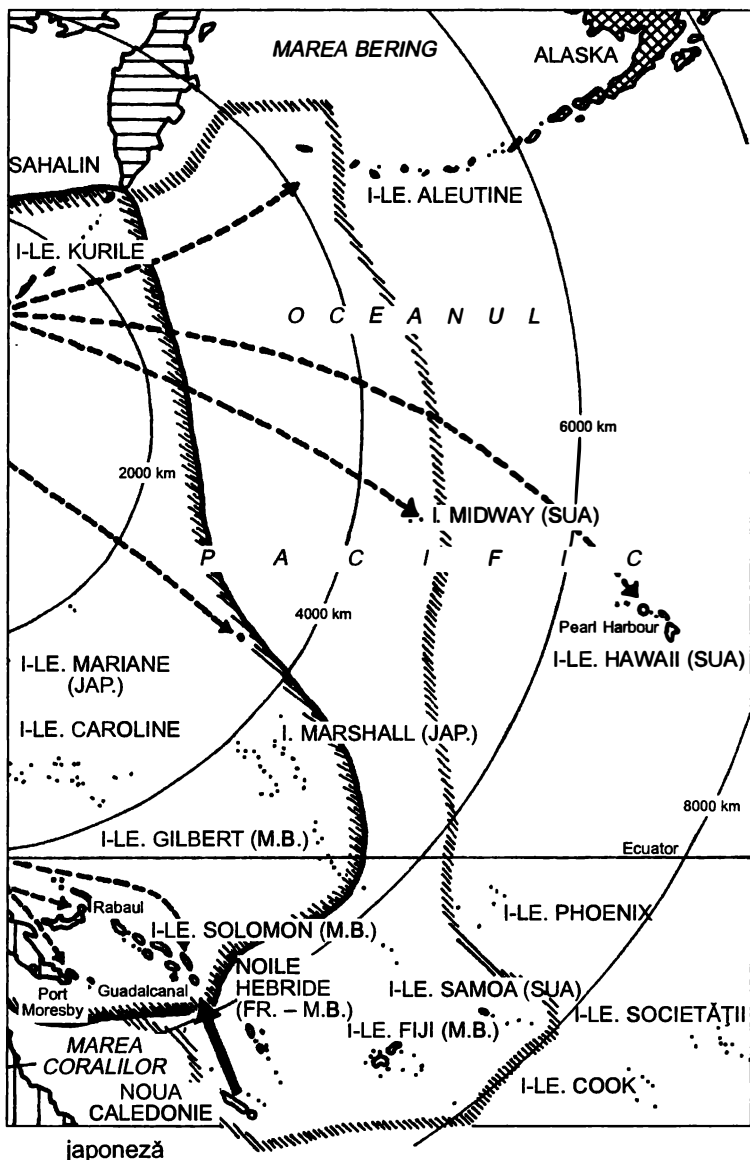 MAREA BERING
ALASKA
SAHALIN
I-LE. ALEUTINE
I-LE. KURILE
OCEANUL
6000 km
2000 km
I. MIDWAY (SUA)
PACIFIC
4000 km
Pearl Harbour
I-LE. HAWAII (SUA)
I-LE. MARIANE
(JAP.)
I-LE. CAROLINE
I. MARSHALL (JAP.)
8000 km
I-LE. GILBERT (M.B.)
Ecuator
Rabaul
I-LE. PHOENIX
I-LE. SOLOMON (M.B.)
NOILE
HEBRIDE
(FR. – M.B.)
Guadalcanal
Port
Moresby
I-LE. SAMOA (SUA)
I-LE. SOCIETĂȚII
I-LE. FIJI (M.B.)
MAREA
CORALILOR
NOUA
CALEDONIE
I-LE. COOK
japoneză